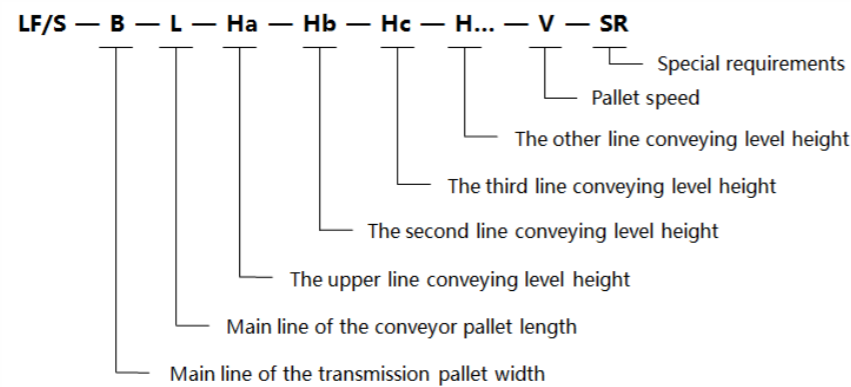 LF/S — B — L — Ha — Hb — Hc — H... — V — SR
Special requirements
Pallet speed
The other line conveying level height
The third line conveying level height
The second line conveying level height
The upper line conveying level height
Main line of the conveyor pallet length
Main line of the transmission pallet width